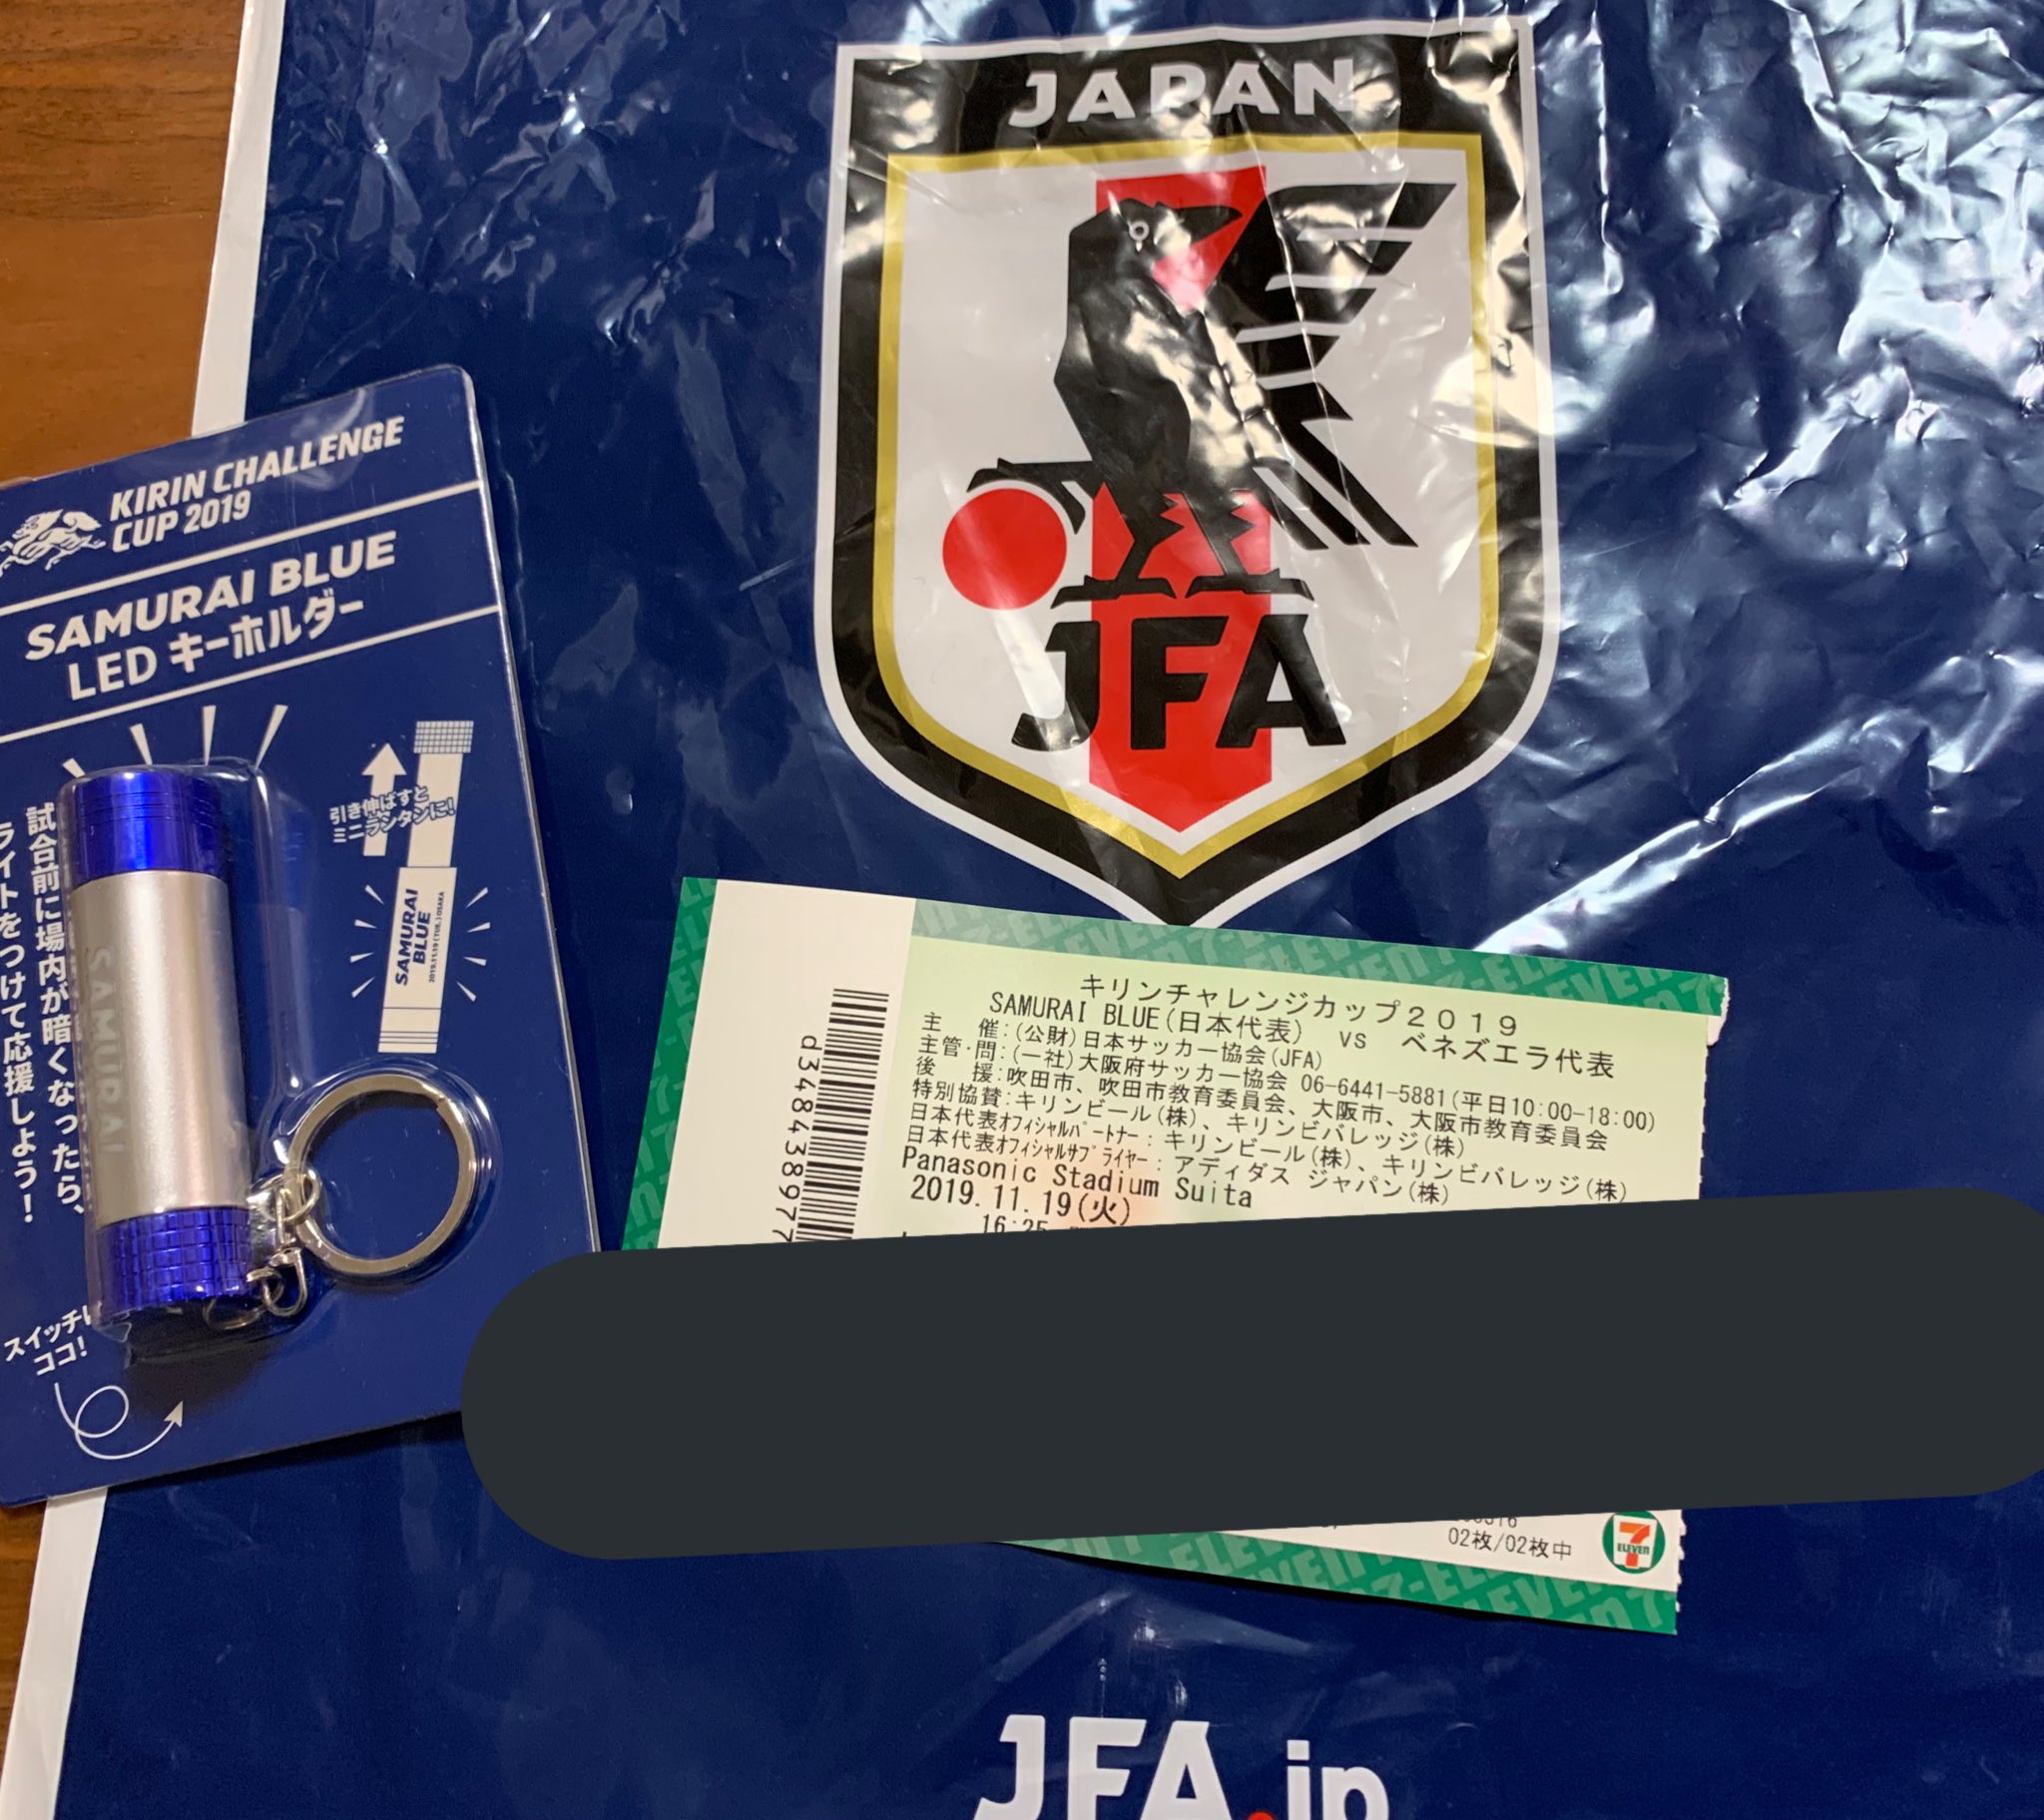 JAPAN
JFA
KIRIN CHALLENGE
CUP 2019
SAMURAI BLUE
LED キーホルダー
引き伸ばすと
ミニランタンに!
SAMURAI
BLUE
2019.11.19 (TUE.) OSAKA
試合前に場内が暗くなったら、
ライトをつけて応援しよう!
SAMURAI
スイッチ
ココ!
d348438977
キリンチャレンジカップ2019
SAMURAI BLUE(日本代表) VS ベネズエラ代表
主 催:(公財)日本サッカー協会(JFA)
主管・問:(一社)大阪府サッカー協会 06-6441-5881(平日10:00-18:00)
後 援:吹田市、吹田市教育委員会、大阪市、大阪市教育委員会
特別協賛:キリンビール(株)、キリンビバレッジ(株)
日本代表オフィシャルパートナー:キリンビール(株)、キリンビバレッジ(株)
日本代表オフィシャルサプライヤー:アディダス ジャパン(株)
Panasonic Stadium Suita
2019.11.19(火)
16:25
02枚/02枚中
7
ELEVEN
JFA.jp